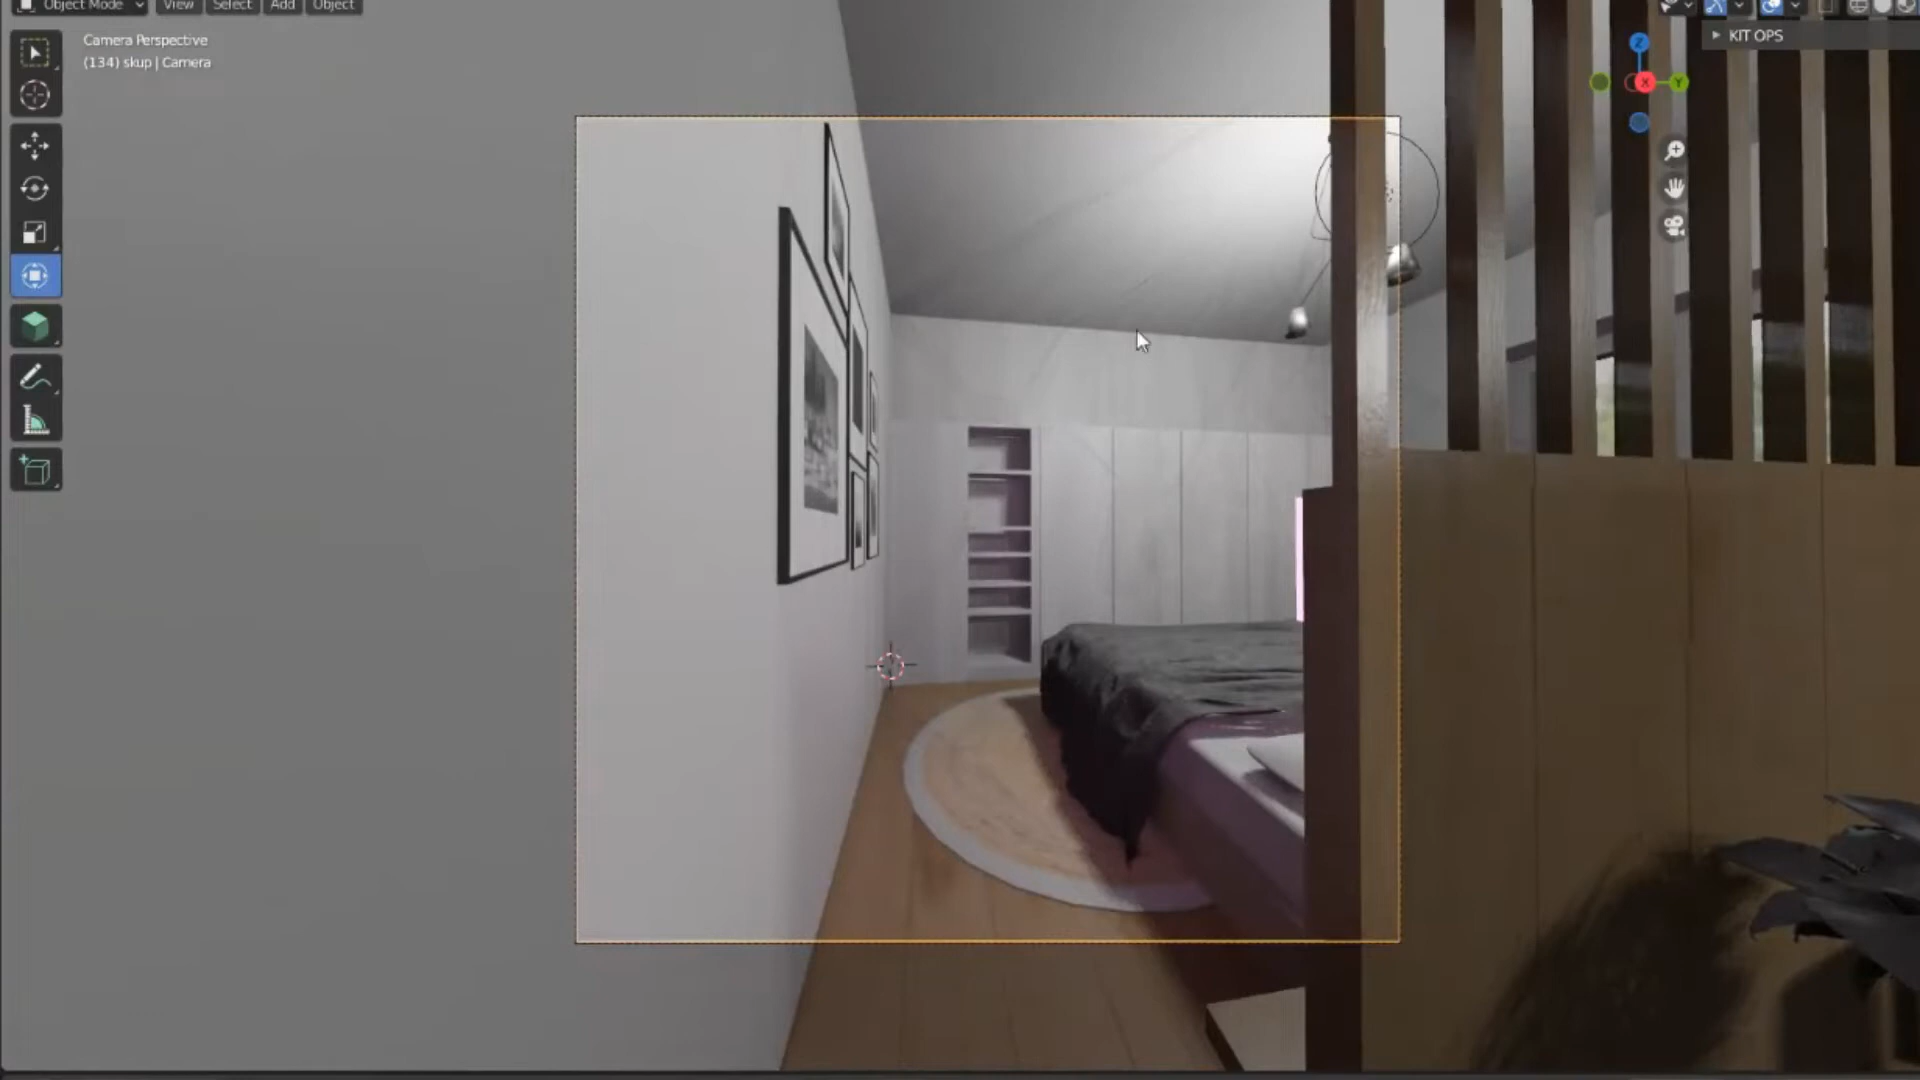 Object Mode View Select Add Object
Camera Perspective
(134) skup | Camera
KIT OPS
Z
X
Y